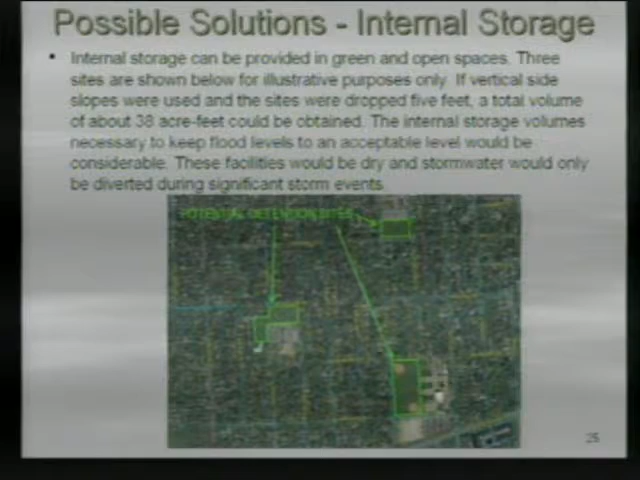 Possible Solutions - Internal Storage
• Internal storage can be provided in green and open spaces. Three
sites are shown below for illustrative purposes only. If vertical side
slopes were used and the sites were dropped five feet, a total volume
of about 38 acre-feet could be obtained. The internal storage volumes
necessary to keep flood levels to an acceptable level would be
considerable. These facilities would be dry and stormwater would only
be diverted during significant storm events.
POTENTIAL DETENTION SITES
25